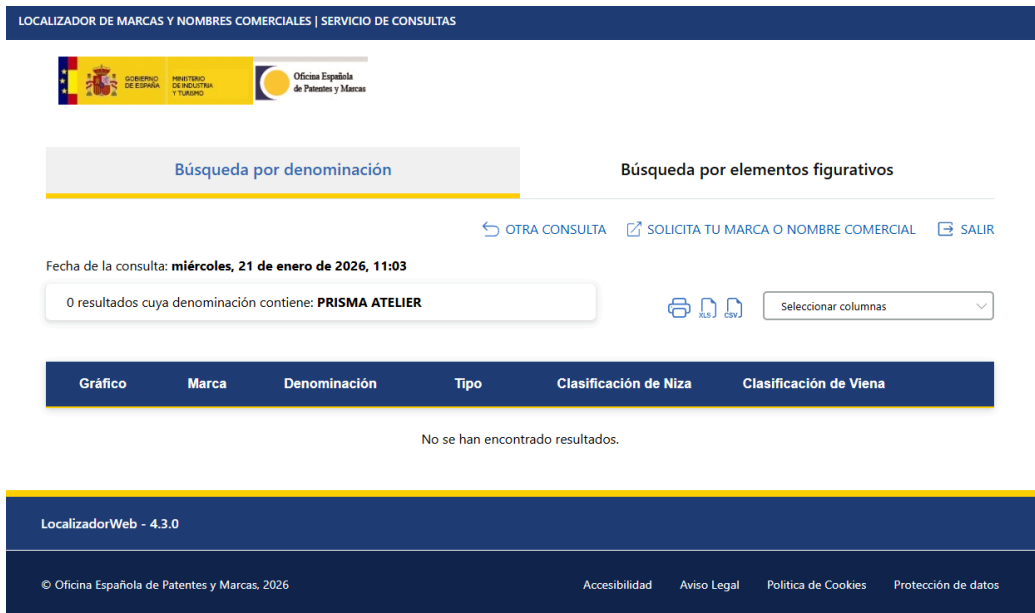 LOCALIZADOR DE MARCAS Y NOMBRES COMERCIALES | SERVICIO DE CONSULTAS
GOBIERNO DE ESPAÑA
MINISTERIO DE INDUSTRIA Y TURISMO
Oficina Española de Patentes y Marcas
Búsqueda por denominación
Búsqueda por elementos figurativos
OTRA CONSULTA
SOLICITA TU MARCA O NOMBRE COMERCIAL
SALIR
Fecha de la consulta: miércoles, 21 de enero de 2026, 11:03
0 resultados cuya denominación contiene: PRISMA ATELIER
XLS
CSV
Seleccionar columnas
Gráfico Marca Denominación Tipo Clasificación de Niza Clasificación de Viena
No se han encontrado resultados.
LocalizadorWeb - 4.3.0
© Oficina Española de Patentes y Marcas, 2026
Accesibilidad Aviso Legal Politica de Cookies Protección de datos